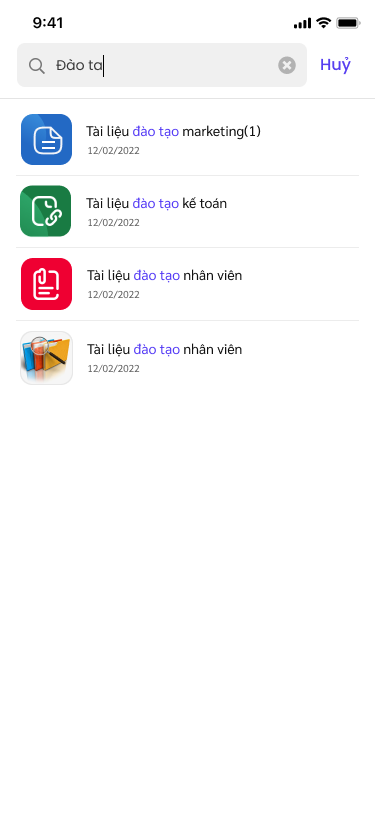 9:41
Đào ta
Huỷ
Tài liệu đào tạo marketing(1)
12/02/2022
Tài liệu đào tạo kế toán
12/02/2022
Tài liệu đào tạo nhân viên
12/02/2022
Tài liệu đào tạo nhân viên
12/02/2022